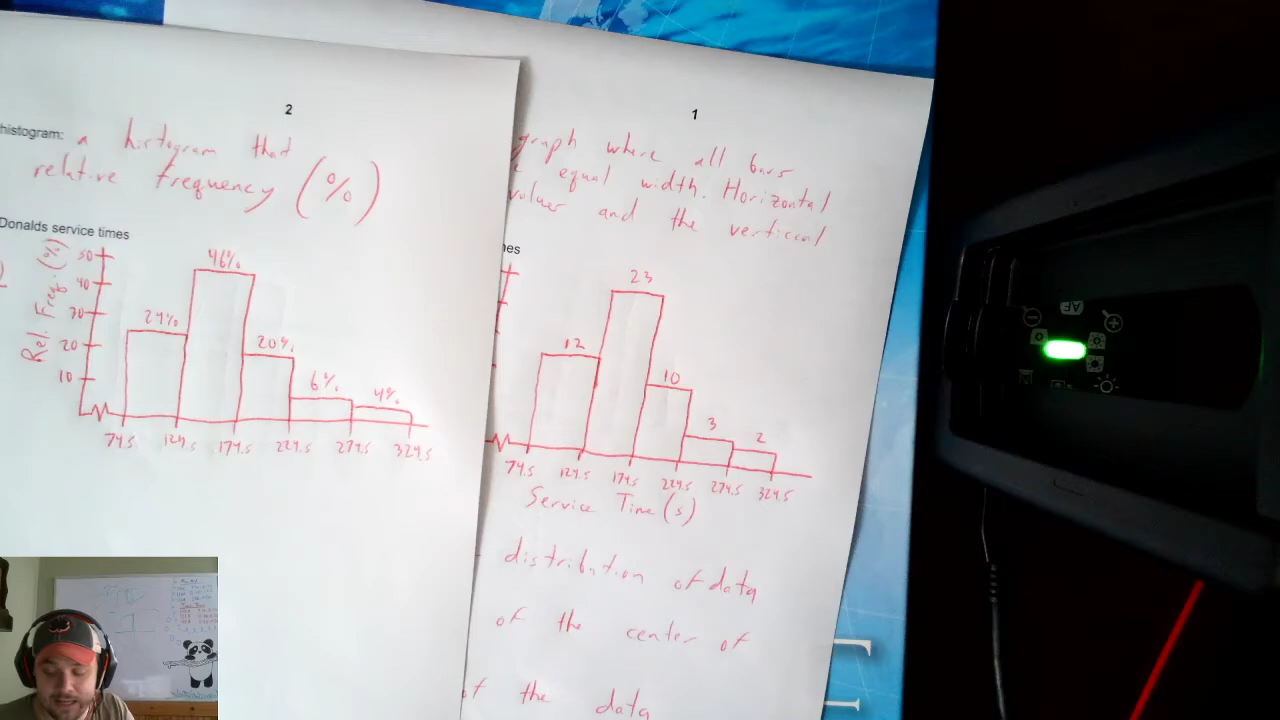 2
histogram: a histogram that
relative frequency (%)
Donalds service times
Rel. Freq. (%)
50
40
30
20
10
24%
46%
20%
6%
4%
74.5 124.5 174.5 224.5 274.5 324.5
1
graph where all bars
equal width. Horizontal
values and the vertical
mes
12
23
10
3
2
74.5 124.5 174.5 224.5 274.5 324.5
Service Time (s)
distribution of data
of the center of
of the data
AF